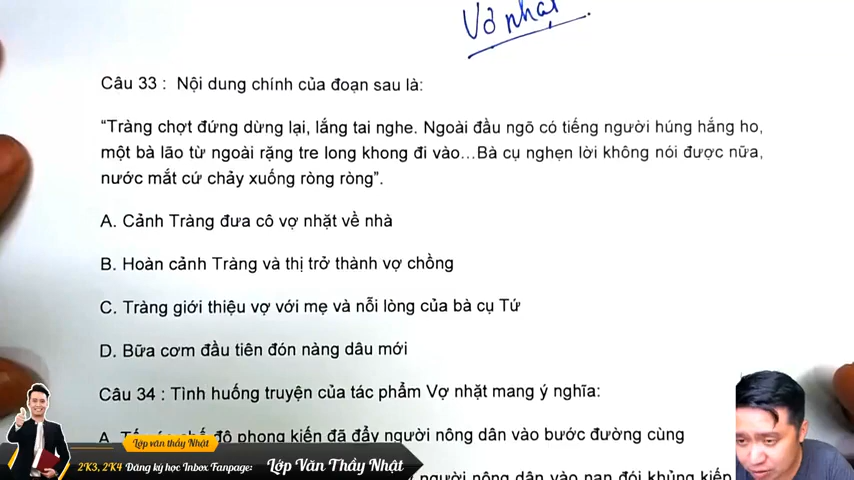 Vợ nhặt
Câu 33 : Nội dung chính của đoạn sau là:
“Tràng chợt đứng dừng lại, lắng tai nghe. Ngoài đầu ngõ có tiếng người húng hắng ho,
một bà lão từ ngoài rặng tre long khong đi vào…Bà cụ nghẹn lời không nói được nữa,
nước mắt cứ chảy xuống ròng ròng”.
A. Cảnh Tràng đưa cô vợ nhặt về nhà
B. Hoàn cảnh Tràng và thị trở thành vợ chồng
C. Tràng giới thiệu vợ với mẹ và nỗi lòng của bà cụ Tứ
D. Bữa cơm đầu tiên đón nàng dâu mới
Câu 34 : Tình huống truyện của tác phẩm Vợ nhặt mang ý nghĩa:
A độ phong kiến đã đẩy người nông dân vào bước đường cùng
Lớp văn thầy Nhật
2K3, 2K4 Đăng ký học Inbox Fanpage: Lớp Văn Thầy Nhật
người nông dân vào nạn đói khủng kiếp